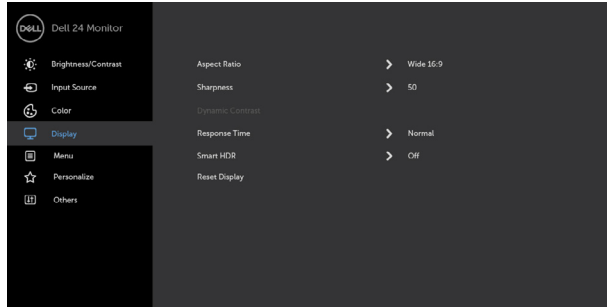 DELL Dell 24 Monitor
Brightness/Contrast
Input Source
Color
Display
Menu
Personalize
Others
Aspect Ratio Wide 16:9
Sharpness 50
Dynamic Contrast
Response Time Normal
Smart HDR Off
Reset Display